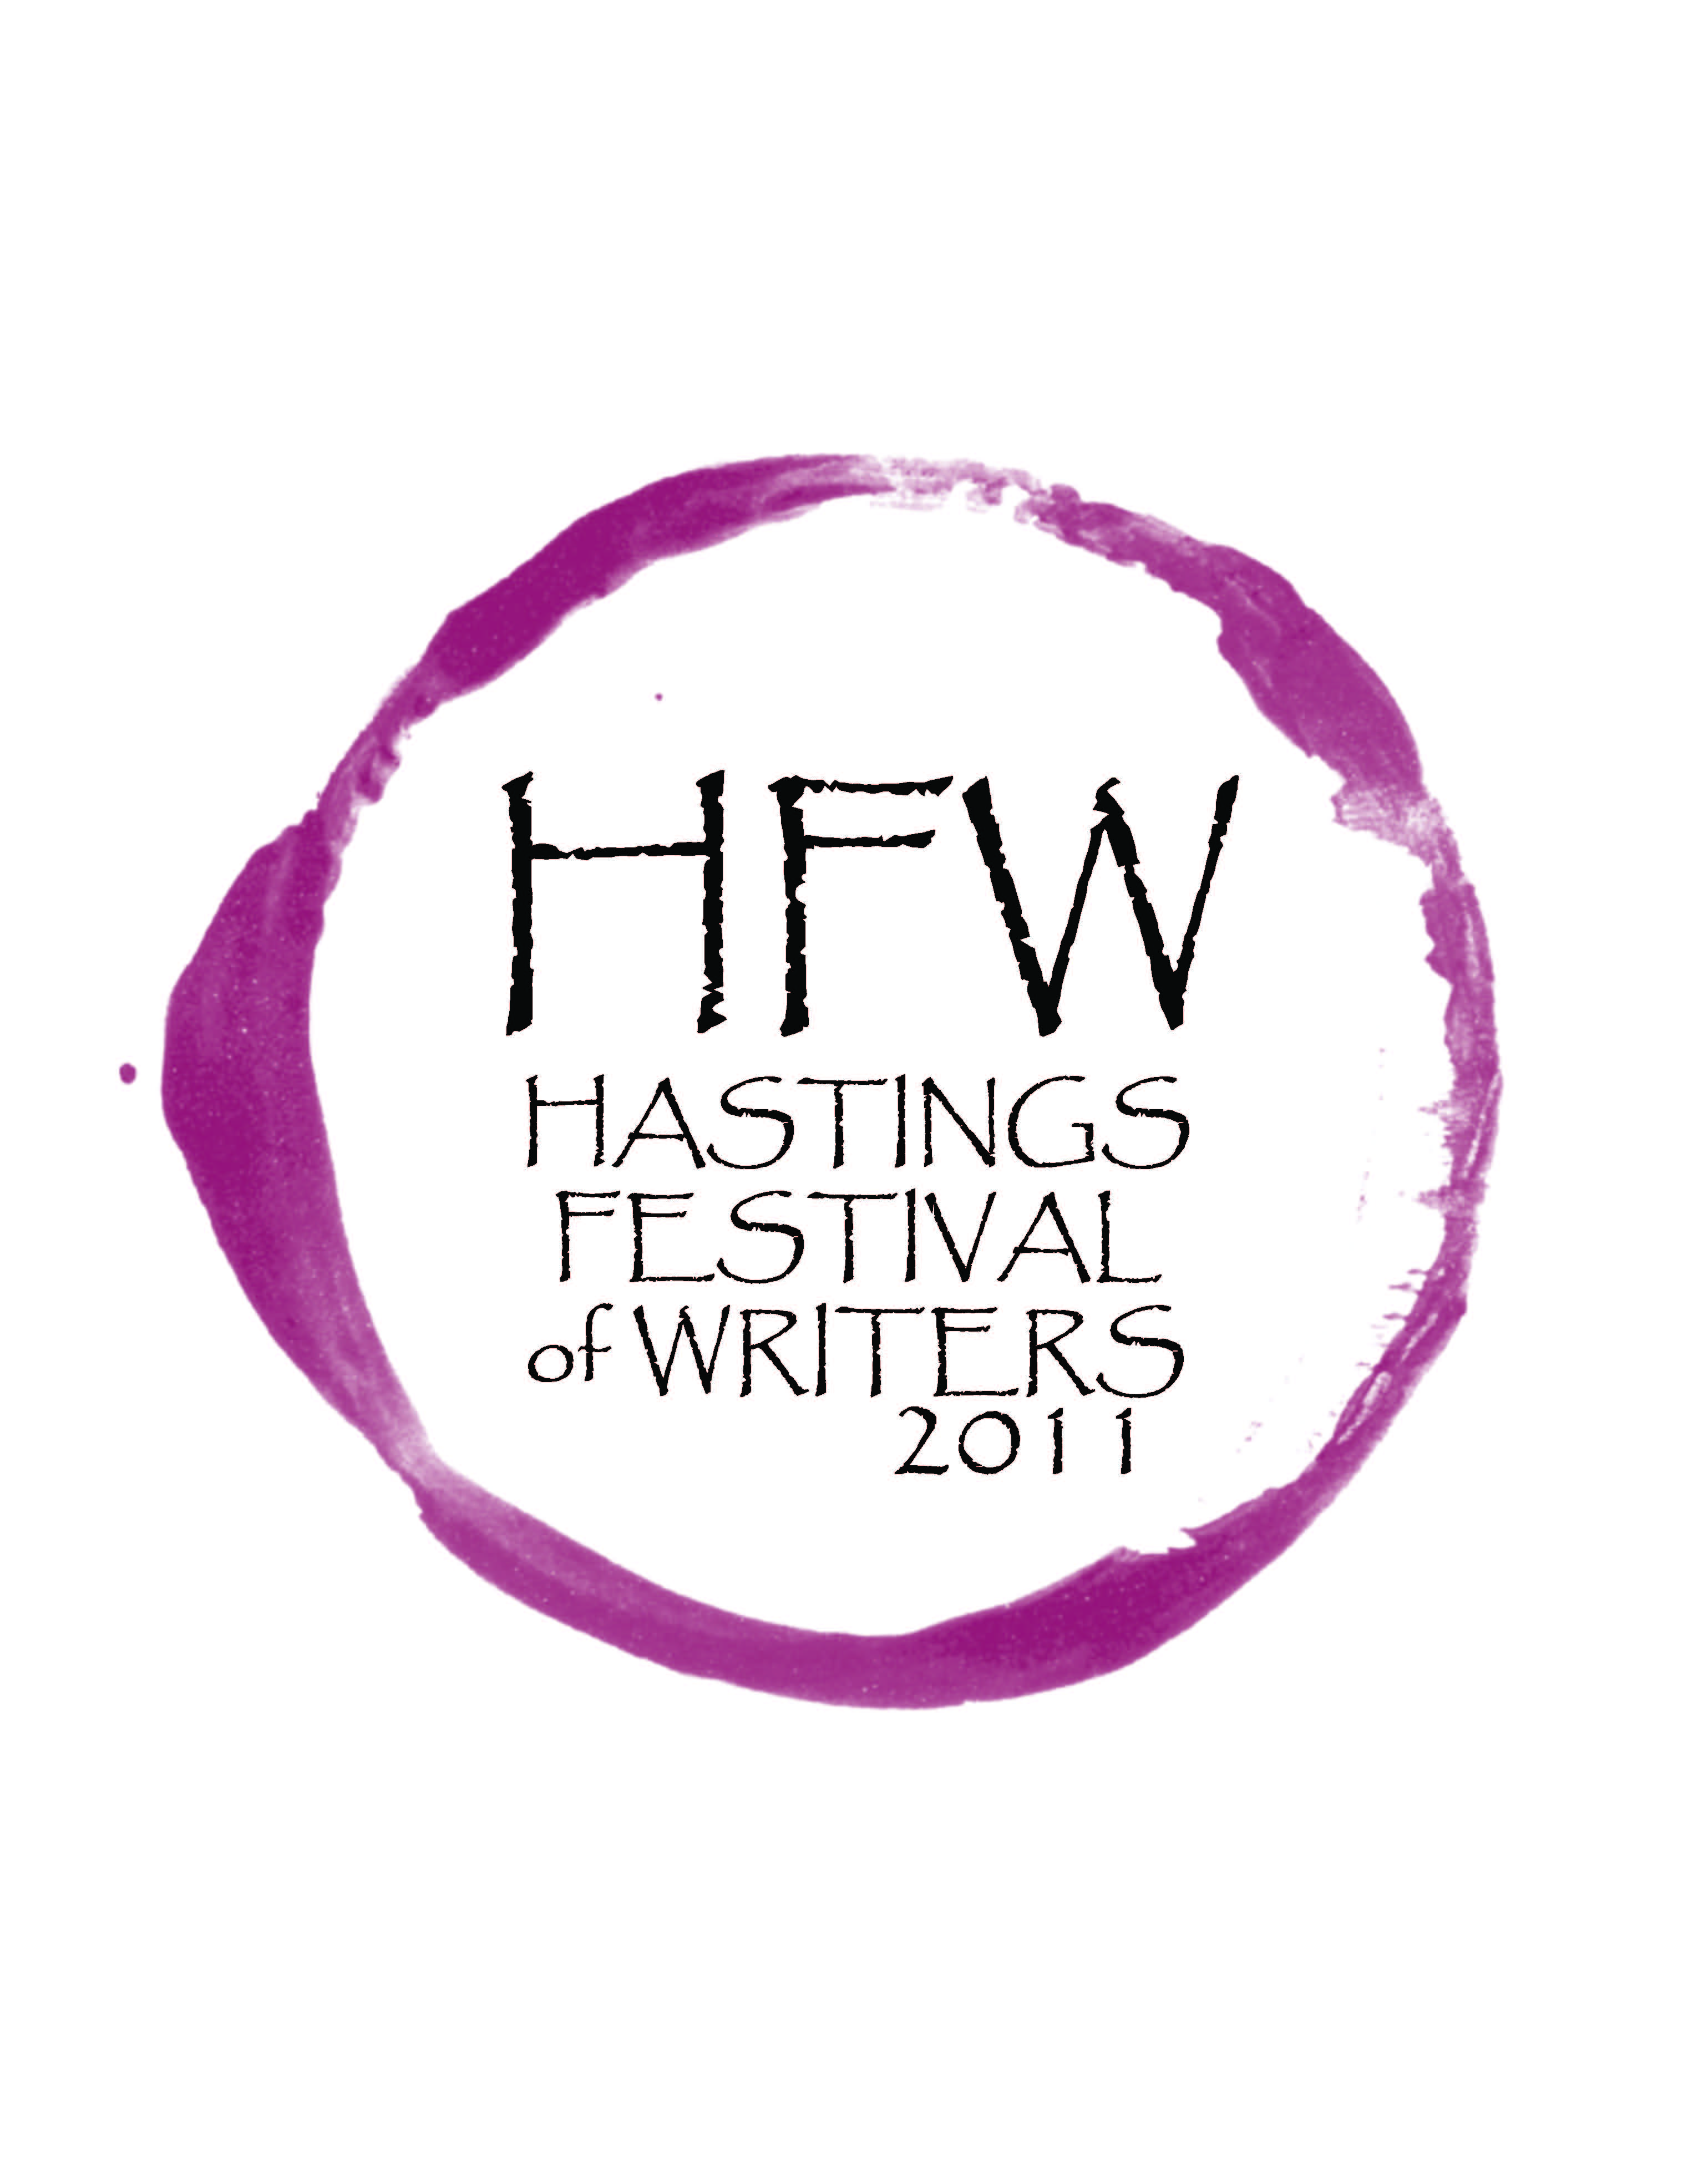 HFW
HASTINGS
FESTIVAL
of WRITERS
2011